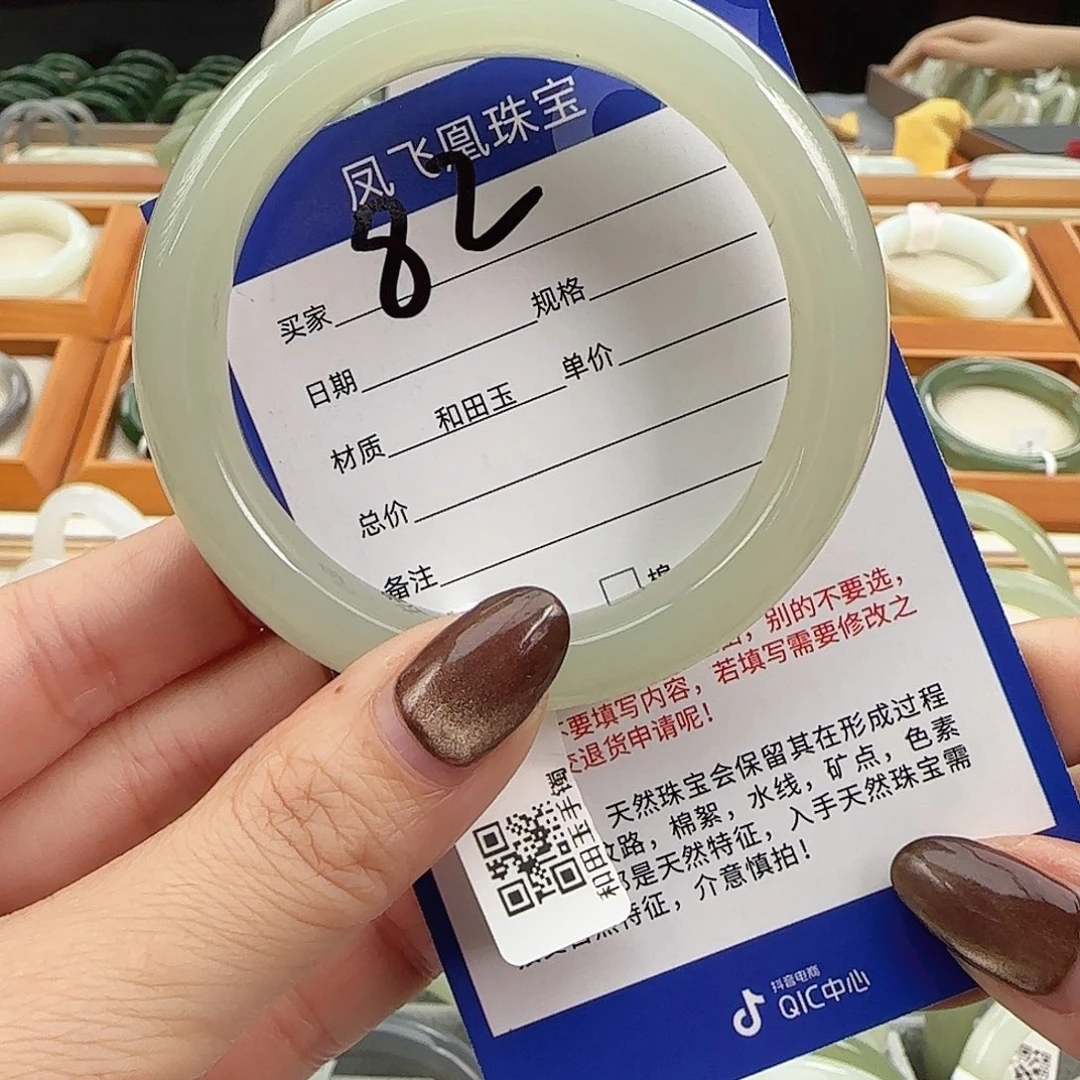 凤飞凰珠宝
82
买家
日期 规格
材质 和田玉 单价
总价
备注
别的不要选，
若填写需要修改之
要填写内容，
退货申请呢！
天然珠宝会保留其在形成过程
路，棉絮，水线，矿点，色素
是天然特征，入手天然珠宝需
特征，介意慎拍！
和田玉手镯
抖音电商
QIC中心